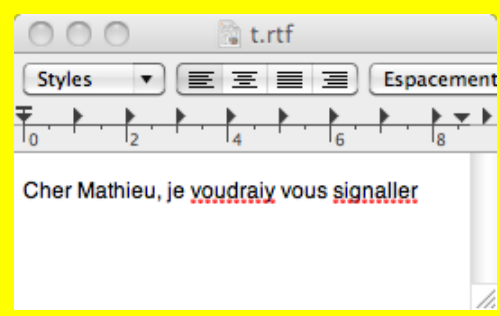 t.rtf
Styles Espacement
0 2 4 6 8
Cher Mathieu, je voudraiy vous signaller